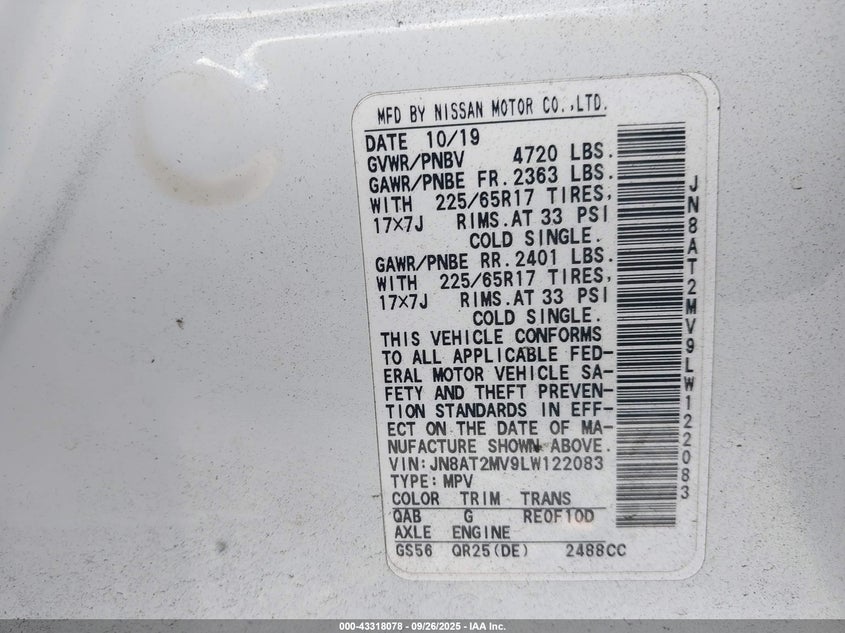 MFD BY NISSAN MOTOR CO.,LTD.
DATE 10/19
GVWR/PNBV 4720 LBS.
GAWR/PNBE FR. 2363 LBS.
WITH 225/65R17 TIRES,
17×7J RIMS. AT 33 PSI
COLD SINGLE.
GAWR/PNBE RR. 2401 LBS.
WITH 225/65R17 TIRES,
17×7J RIMS. AT 33 PSI
COLD SINGLE.
THIS VEHICLE CONFORMS
TO ALL APPLICABLE FED-
ERAL MOTOR VEHICLE SA-
FETY AND THEFT PREVEN-
TION STANDARDS IN EFF-
ECT ON THE DATE OF MA-
NUFACTURE SHOWN ABOVE.
VIN:JN8AT2MV9LW122083
TYPE:MPV
COLOR TRIM TRANS
QAB G RE0F10D
AXLE ENGINE
GS56 QR25(DE) 2488CC
JN8AT2MV9LW122083
000-43318078 - 09/26/2025 - IAA Inc.